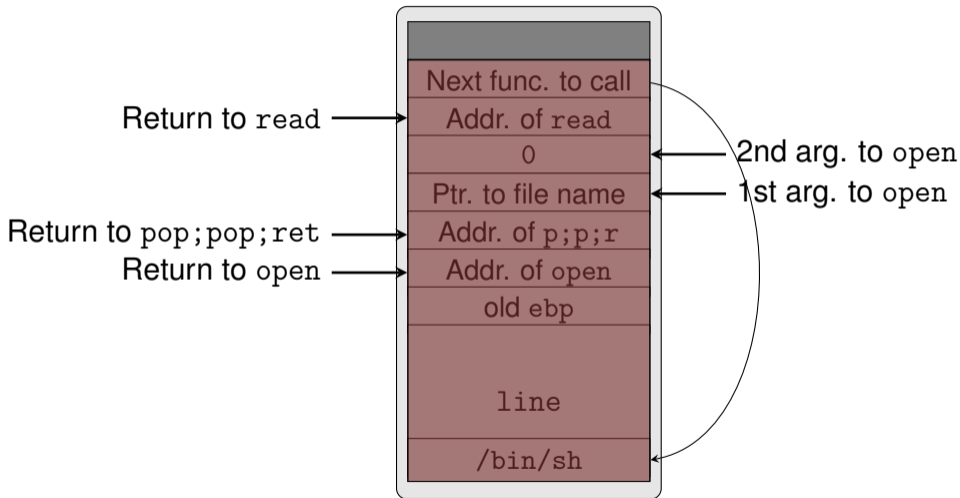 Next func. to call
Return to read
Addr. of read
0
2nd arg. to open
Ptr. to file name
1st arg. to open
Return to pop;pop;ret
Addr. of p;p;r
Return to open
Addr. of open
old ebp
line
/bin/sh